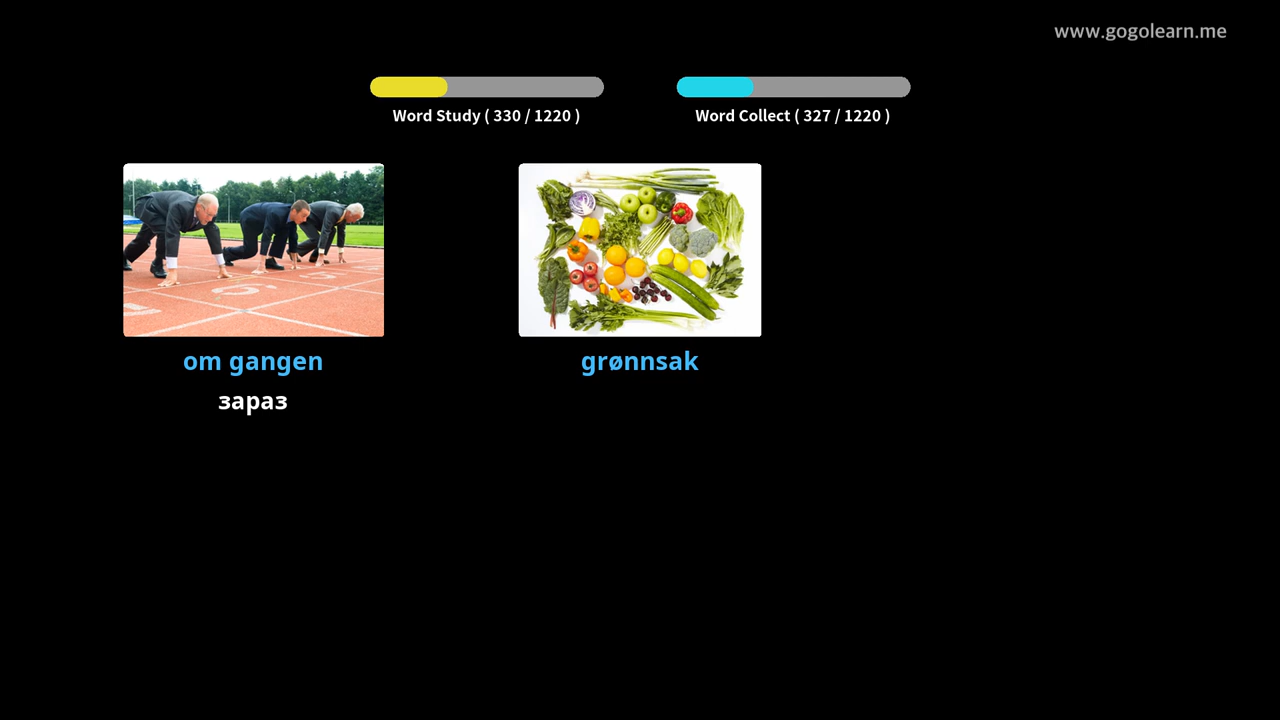 www.gogolearn.me
Word Study ( 330 / 1220 )
Word Collect ( 327 / 1220 )
om gangen
зараз
grønnsak